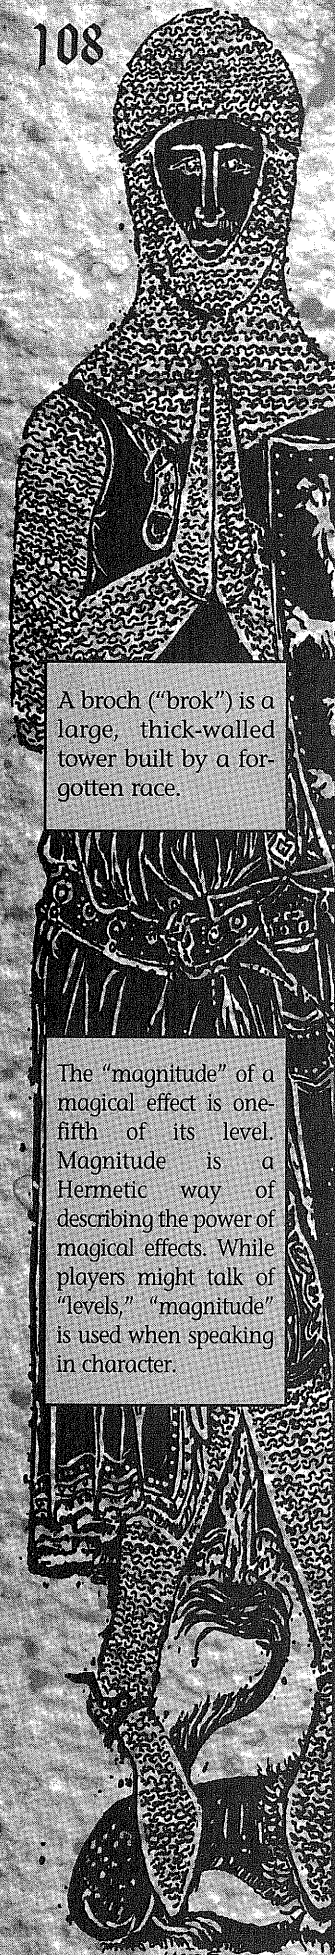 108
A broch (“brok”) is a
large, thick-walled
tower built by a for-
gotten race.
The “magnitude” of a
magical effect is one-
fifth of its level.
Magnitude is a
Hermetic way of
describing the power of
magical effects. While
players might talk of
“levels,” “magnitude”
is used when speaking
in character.